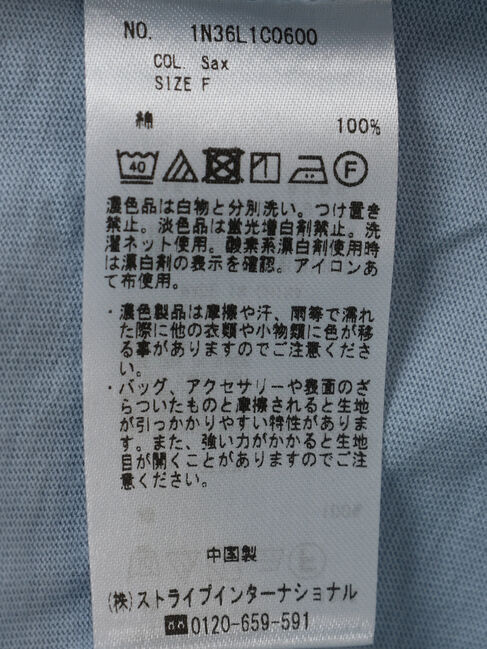 NO. 1N36L1C0600
COL. Sax
SIZE F
綿 100%
40 F
濃色品は白物と分別洗い。つけ置き
禁止。淡色品は蛍光増白剤禁止。洗
濯ネット使用。酸素系漂白剤使用時
は漂白剤の表示を確認。アイロンあ
て布使用。
・濃色製品は摩擦や汗、雨等で濡れ
た際に他の衣類や小物類に色が移
る事がありますのでご注意くださ
い。
・バッグ、アクセサリーや表面のざ
らついたものと摩擦されると生地
が引っかかりやすい特性がありま
す。また、強い力がかかると生地
目が開くことがありますのでご注
意ください。
中国製
(株)ストライプインターナショナル
0120-659-591